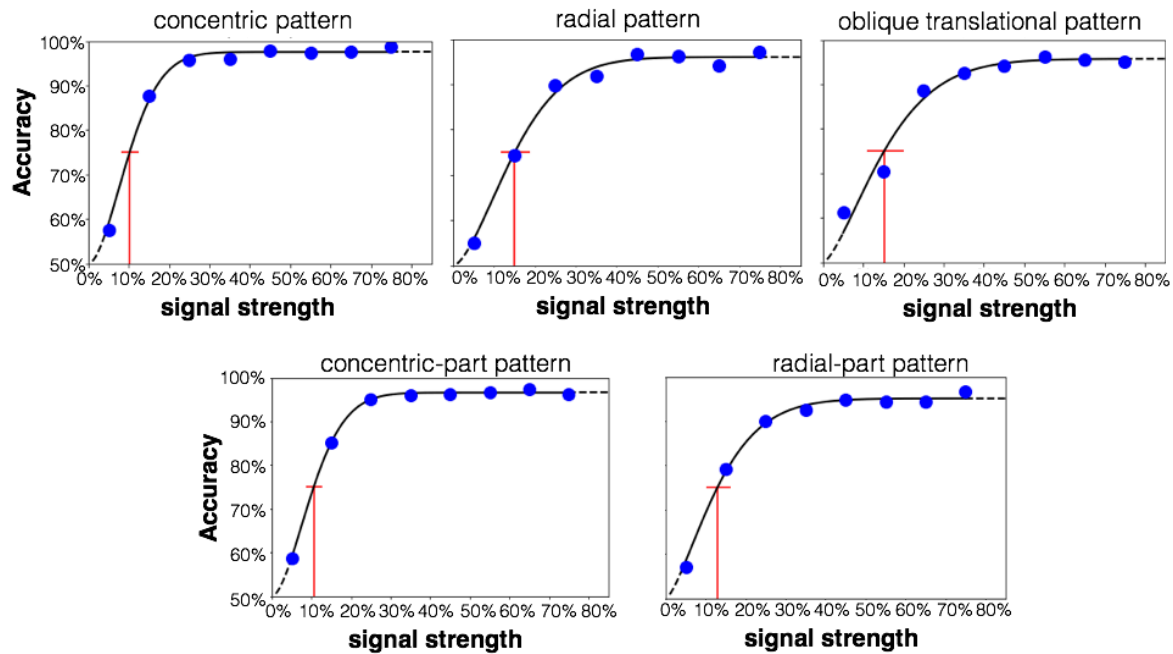 concentric pattern
radial pattern
oblique translational pattern
100%
90%
80%
70%
60%
50%
Accuracy
0% 10% 20% 30% 40% 50% 60% 70% 80%
signal strength
0% 10% 20% 30% 40% 50% 60% 70% 80%
signal strength
0% 10% 20% 30% 40% 50% 60% 70% 80%
signal strength
concentric-part pattern
radial-part pattern
100%
90%
80%
70%
60%
50%
Accuracy
0% 10% 20% 30% 40% 50% 60% 70% 80%
signal strength
0% 10% 20% 30% 40% 50% 60% 70% 80%
signal strength